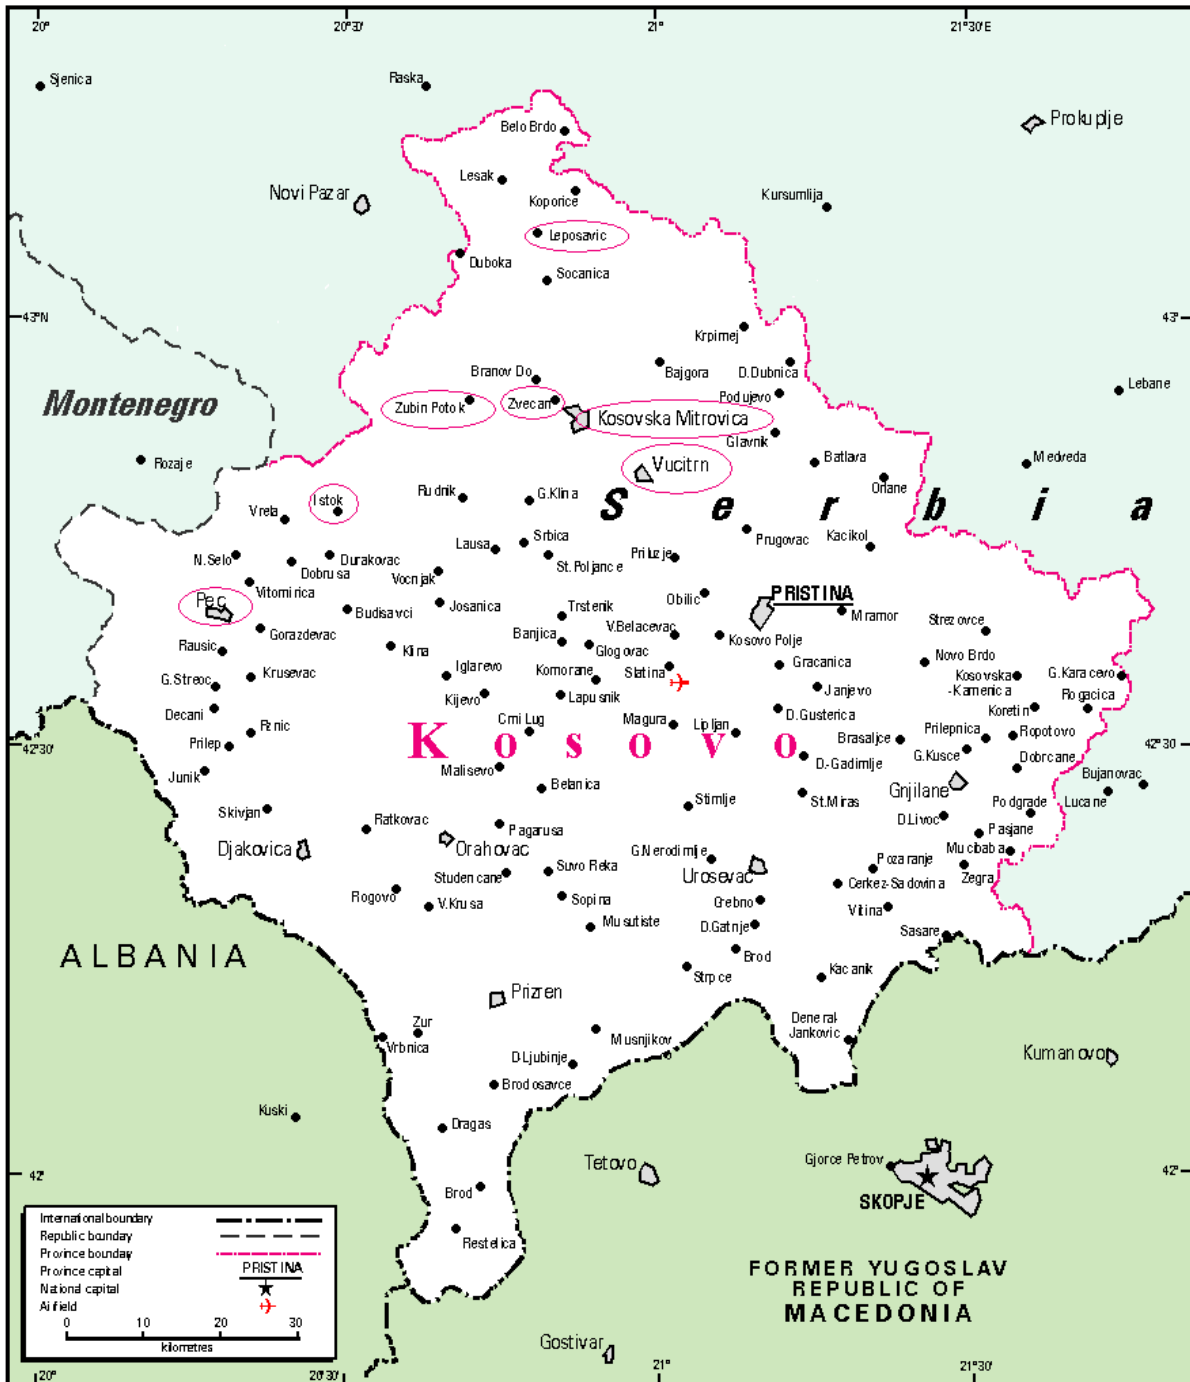 20°
20°30'
21°
21°30'E
Sjenica
Raska
Belo Brdo
Prokuplje
Lesak
Novi Pazar
Koporice
Kursumlija
Leposavic
Duboka
Socanica
43°N
43°
Krpimej
Branov Do
Bajgora
D.Dubnica
Lebane
Montenegro
Zubin Potok
Zvecan
Podujevo
Kosovska Mitrovica
Glavnik
Rozaje
Vucitrn
Batlava
Medveda
Orlane
Istok
Rudnik
G.Klina
Serbia
Vrela
Srbica
Prugovac
Kacikol
N.Selo
Durakovac
Lausa
St.Poljance
Priluzje
Dobrusa
Vocnjak
Vitomirica
Pec
Budisavci
Josanica
Trstenik
Obilic
PRISTINA
Miramor
Strezovce
Gorazdevac
Banjica
V.Belacevac
Kosovo Polje
Rausic
Klina
Glogovac
Novo Brdo
Krusevac
Iglarevo
Komorane
Slatina
Gracanica
Kosovska
-Kamenica
G.Karacevo
G.Streoc
Kijevo
Lapusnik
Janjevo
Rogacica
Decani
Crni Lug
Magura
Lipljan
D.Gusterica
Koretin
Rznic
Kosovo
Brasaljce
Prilepnica
Ropotovo
42°30'
42°30
Prilep
G.Kusce
D.-Gadimlje
Dobrcane
Junik
Malisevo
Bujanovac
Belanica
Gnjilane
Lucane
Skivjan
Stimlje
St.Miras
Podgrade
D.Livoc
Ratkovac
Pagarusa
Pasjane
Djakovica
Orahovac
G.Nerodimlje
Mucibaba
Suvo Reka
Urosevac
Pozaranje
Zegra
Studencane
Cerkez-Sadovina
Rogovo
V.Krusa
Sopina
Grebno
Vitina
Musutiste
D.Gatnje
Sasare
ALBANIA
Brod
Strpce
Kacanik
Prizren
Zur
Deneral
Jankovic
Vrbnica
Musnjikov
D.Ljubinje
Kumanovo
Brodosavce
Kuski
Dragas
Tetovo
Gjorce Petrov
42°
42°
Brod
SKOPJE
Restelica
International boundary
Republic boundary
Province boundary
Province capital
PRISTINA
National capital
Airfield
0
10
20
30
kilometres
FORMER YUGOSLAV
REPUBLIC OF
MACEDONIA
Gostivar
20°
20°30'
21°
21°30